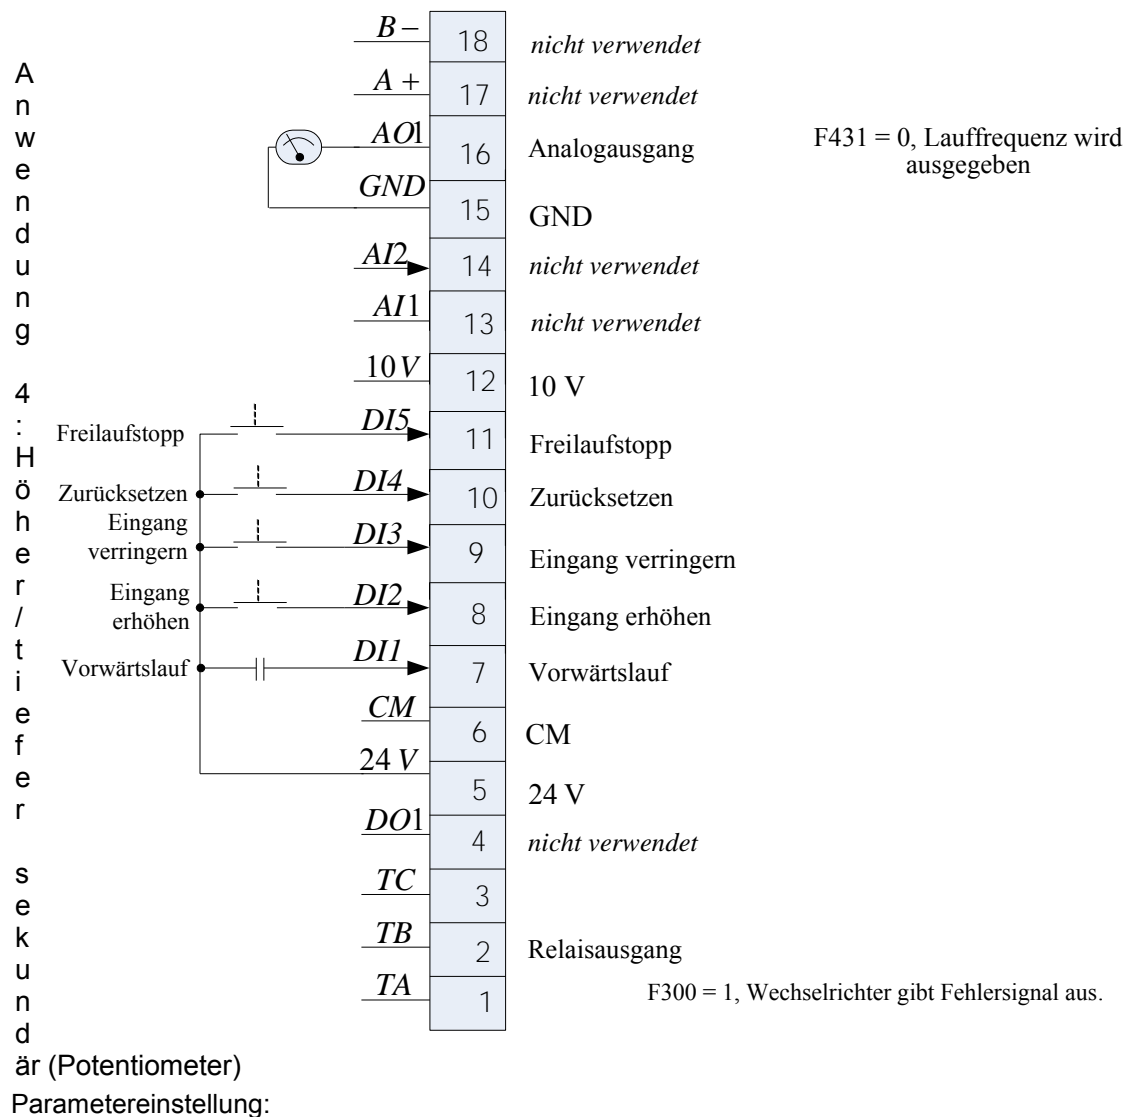 Anwendung 4: Höher/tiefer sekundär (Potentiometer)
B – 18 nicht verwendet
A + 17 nicht verwendet
AO1 16 Analogausgang F431 = 0, Lauffrequenz wird
ausgegeben
GND 15 GND
AI2 14 nicht verwendet
AI1 13 nicht verwendet
10V 12 10 V
Freilaufstopp DI5 11 Freilaufstopp
Zurücksetzen DI4 10 Zurücksetzen
Eingang
verringern DI3 9 Eingang verringern
Eingang
erhöhen DI2 8 Eingang erhöhen
Vorwärtslauf DI1 7 Vorwärtslauf
CM 6 CM
24 V 5 24 V
DO1 4 nicht verwendet
TC 3
TB 2 Relaisausgang
TA 1 F300 = 1, Wechselrichter gibt Fehlersignal aus.
Parametereinstellung: